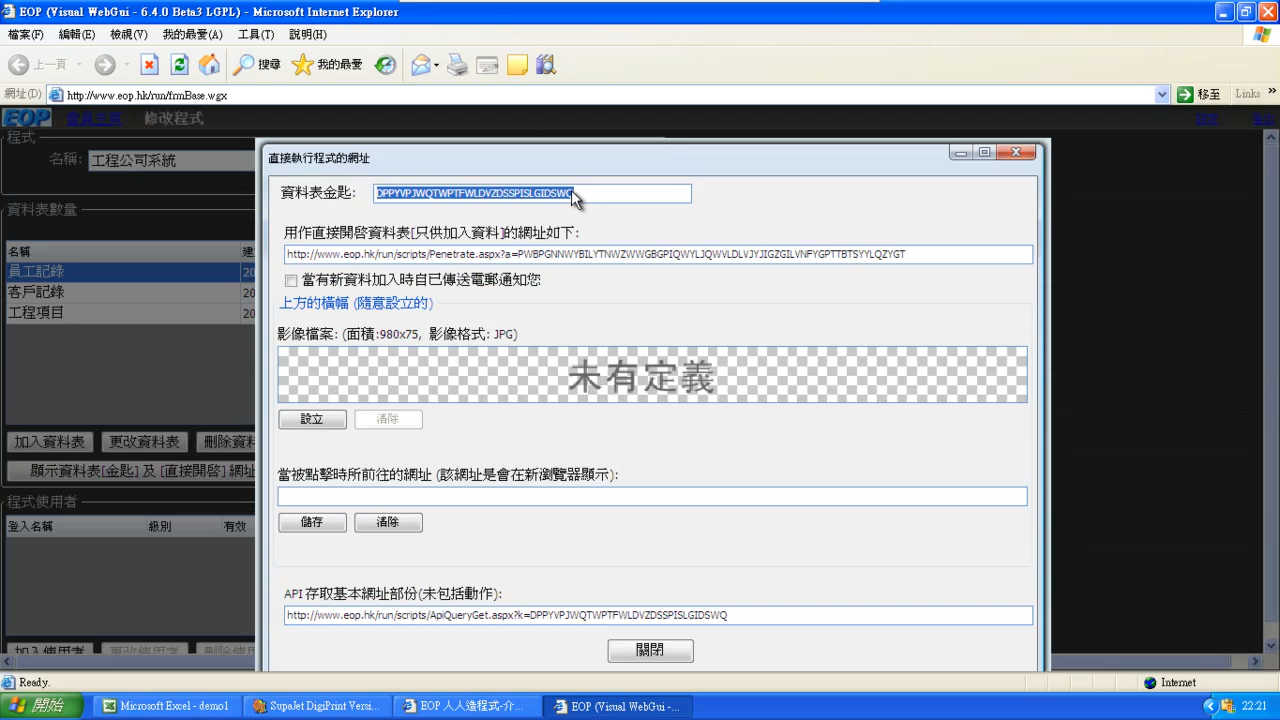 EOP (Visual WebGui - 6.4.0 Beta3 LGPL) - Microsoft Internet Explorer
檔案(F) 編輯(E) 檢視(V) 我的最愛(A) 工具(T) 說明(H)
上一頁 搜尋 我的最愛
網址(D) http://www.eop.hk/run/frmBase.wgx 移至 Links »
EOP 修改程式
程式
名稱: 工程公司系統
資料表數量
名稱
員工記錄 20
客戶記錄 20
工程項目 20
加入資料表 更改資料表 刪除資料
顯示資料表[金匙] 及 [直接開啓] 網址
程式使用者
登入名稱 級別 有效
加入使用者 更改使用者 刪除使用
直接執行程式的網址
資料表金匙: DPPYVPJWQTWPTFWLDVZDSSPISLGIDSWQ
用作直接開啓資料表[只供加入資料]的網址如下:
http://www.eop.hk/run/scripts/Penetrate.aspx?a=PWBPGNNWYBILYTNWZWWGBGPIQWYLJQWVLDLVJYJIGZGILVNFYGPTTBTSYYLQZYGT
當有新資料加入時自已傳送電郵通知您
上方的橫幅 (隨意設立的)
影像檔案: (面積:980x75, 影像格式: JPG)
未有定義
設立 清除
當被點擊時所前往的網址 (該網址是會在新瀏覽器顯示):
儲存 清除
API 存取基本網址部份(未包括動作):
http://www.eop.hk/run/scripts/ApiQueryGet.aspx?k=DPPYVPJWQTWPTFWLDVZDSSPISLGIDSWQ
關閉
Ready. Internet
開始 Microsoft Excel - demo1 SupaJet DigiPrint Versi... EOP 人人造程式-介... EOP (Visual WebGui -... 22:21